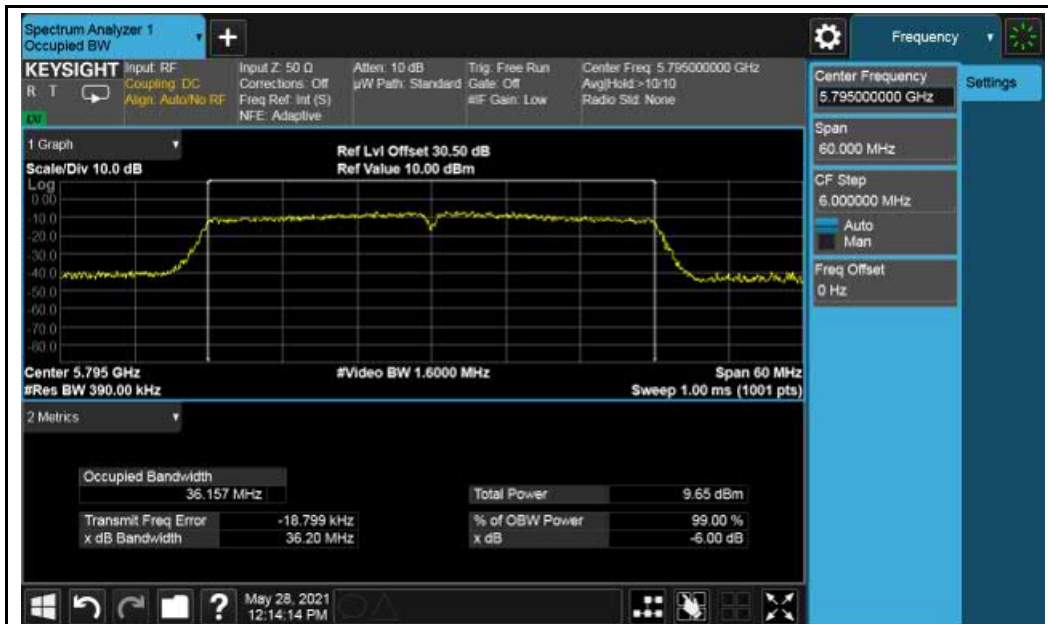 Spectrum Analyzer 1
Occupied BW
+
Frequency
KEYSIGHT
R T
Input: RF
Coupling: DC
Align: Auto/No RF
Input Z: 50 Ω
Corrections: Off
Freq Ref: Int (S)
NFE: Adaptive
Atten: 10 dB
µW Path: Standard
Trig: Free Run
Gate: Off
#IF Gain: Low
Center Freq: 5.795000000 GHz
Avg|Hold:>10/10
Radio Std: None
Center Frequency
5.795000000 GHz
Settings
Span
60.000 MHz
CF Step
6.000000 MHz
Auto
Man
Freq Offset
0 Hz
1 Graph
Scale/Div 10.0 dB
Ref Lvl Offset 30.50 dB
Ref Value 10.00 dBm
Log
0.00
-10.0
-20.0
-30.0
-40.0
-50.0
-60.0
-70.0
-80.0
Center 5.795 GHz
#Video BW 1.6000 MHz
Span 60 MHz
#Res BW 390.00 kHz
Sweep 1.00 ms (1001 pts)
2 Metrics
Occupied Bandwidth
36.157 MHz
Total Power 9.65 dBm
Transmit Freq Error -18.799 kHz
% of OBW Power 99.00 %
x dB Bandwidth 36.20 MHz
x dB -6.00 dB
?
May 28, 2021
12:14:14 PM